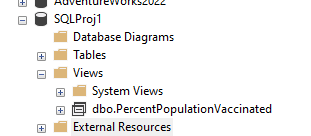 AdventureWorks2022
SQLProj1
Database Diagrams
Tables
Views
System Views
dbo.PercentPopulationVaccinated
External Resources